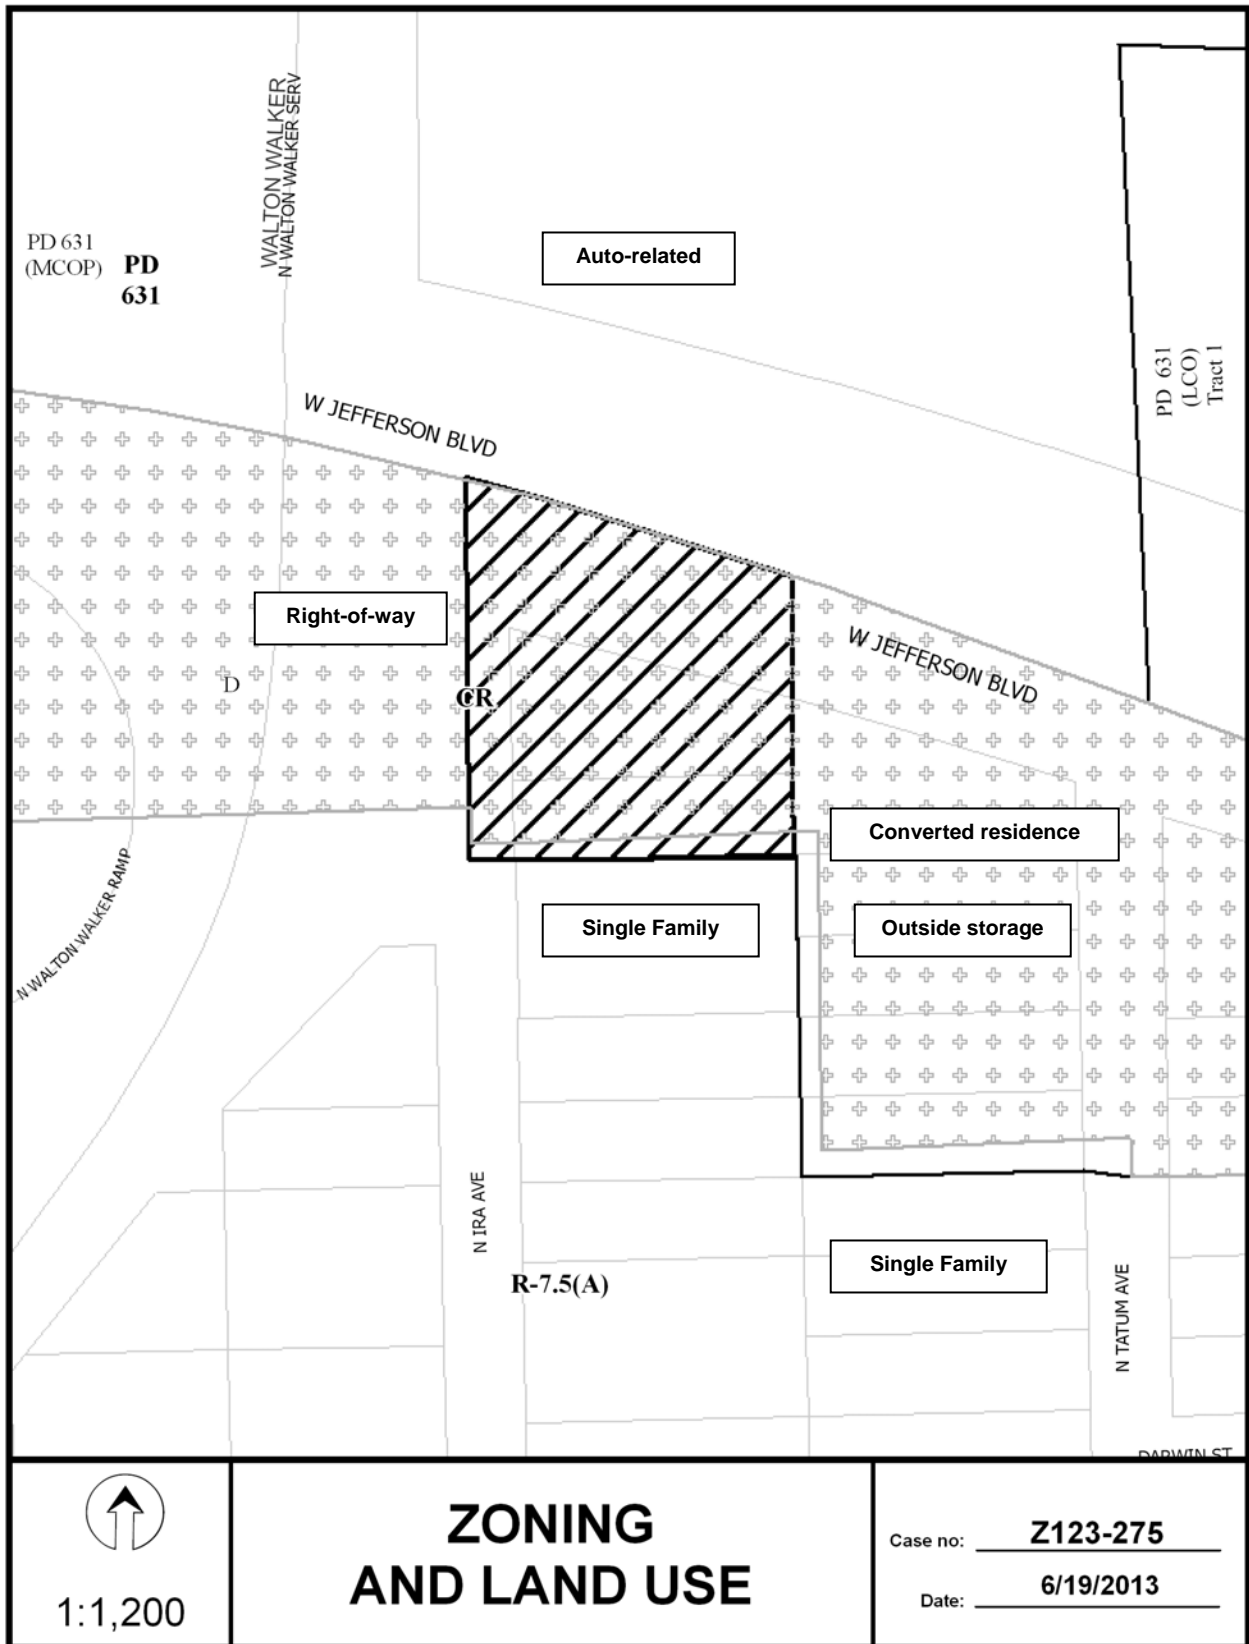 WALTON WALKER
N WALTON WALKER SERV
PD 631
(MCOP)
PD
631
Auto-related
PD 631
(LCO)
Tract 1
W JEFFERSON BLVD
Right-of-way
W JEFFERSON BLVD
D
CR
Converted residence
N WALTON WALKER RAMP
Single Family
Outside storage
N IRA AVE
R-7.5(A)
Single Family
N TATUM AVE
DARWIN ST
1:1,200
ZONING
AND LAND USE
Case no: Z123-275
Date: 6/19/2013